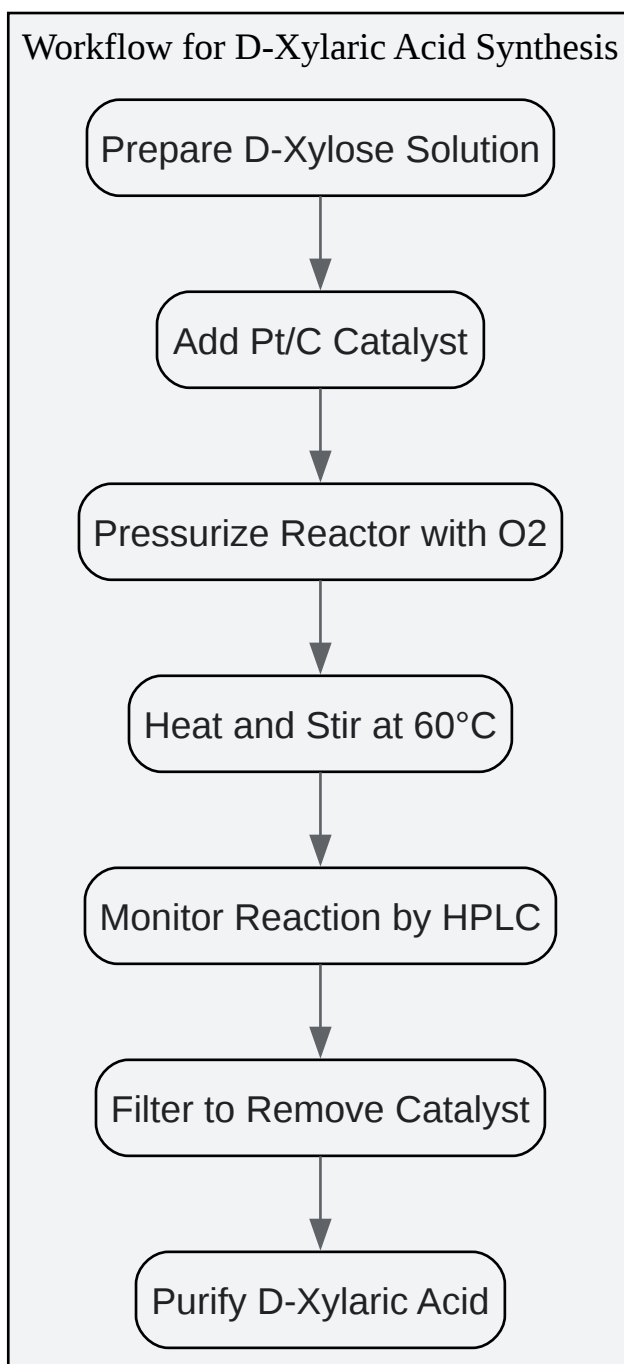 Workflow for D-Xylaric Acid Synthesis
Prepare D-Xylose Solution
Add Pt/C Catalyst
Pressurize Reactor with O2
Heat and Stir at 60°C
Monitor Reaction by HPLC
Filter to Remove Catalyst
Purify D-Xylaric Acid